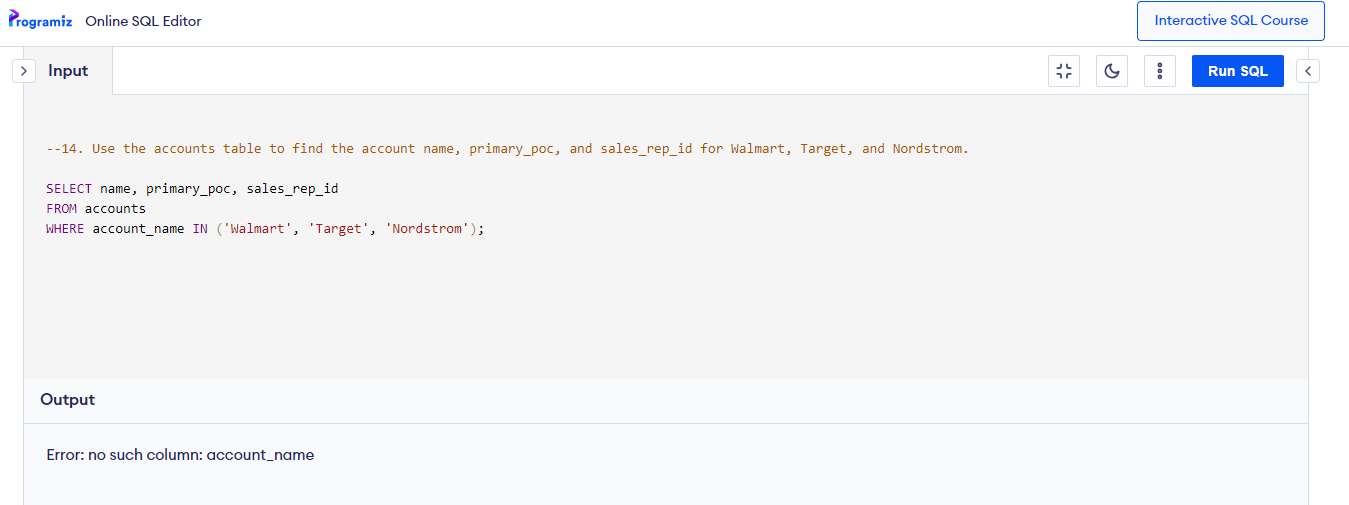 Programiz Online SQL Editor
Interactive SQL Course
Input
Run SQL
--14. Use the accounts table to find the account name, primary_poc, and sales_rep_id for Walmart, Target, and Nordstrom.
SELECT name, primary_poc, sales_rep_id
FROM accounts
WHERE account_name IN ('Walmart', 'Target', 'Nordstrom');
Output
Error: no such column: account_name